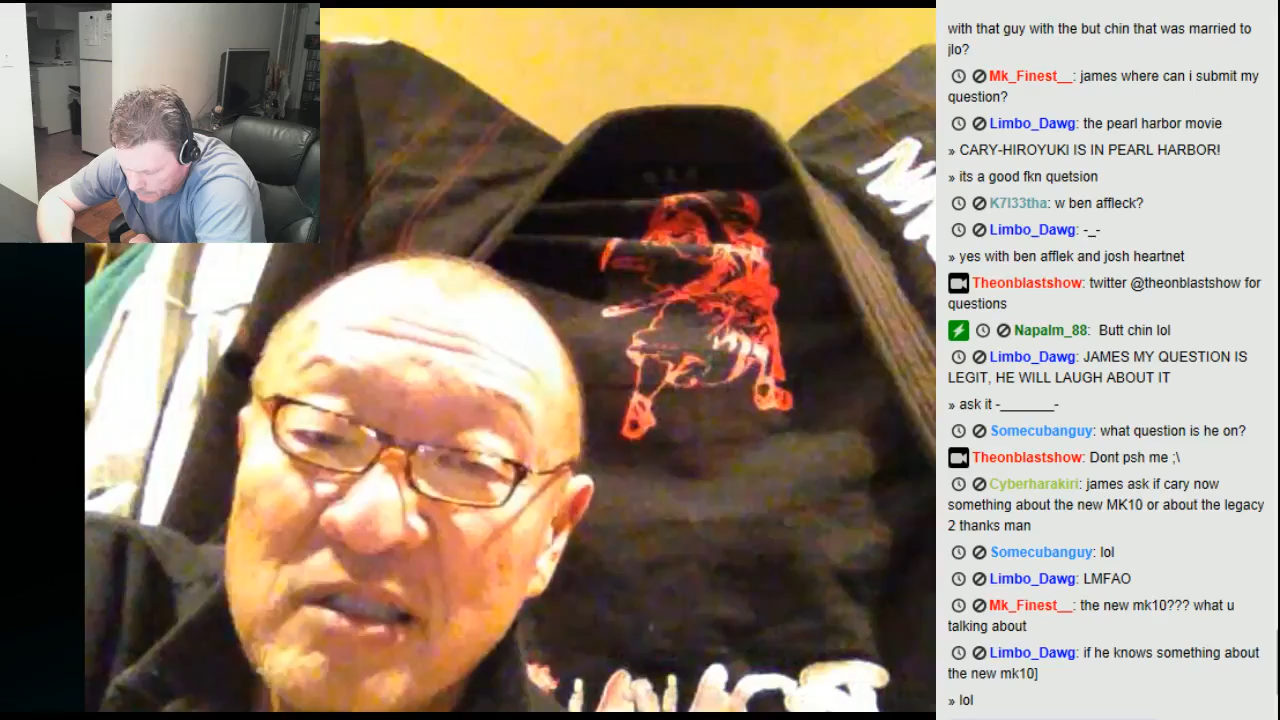 with that guy with the but chin that was married to
jlo?
Mk_Finest__: james where can i submit my
question?
Limbo_Dawg: the pearl harbor movie
» CARY-HIROYUKI IS IN PEARL HARBOR!
» its a good fkn quetsion
K7l33tha: w ben affleck?
Limbo_Dawg: -_-
» yes with ben afflek and josh heartnet
Theonblastshow: twitter @theonblastshow for
questions
Napalm_88: Butt chin lol
Limbo_Dawg: JAMES MY QUESTION IS
LEGIT, HE WILL LAUGH ABOUT IT
» ask it -_______-
Somecubanguy: what question is he on?
Theonblastshow: Dont psh me ;\
Cyberharakiri: james ask if cary now
something about the new MK10 or about the legacy
2 thanks man
Somecubanguy: lol
Limbo_Dawg: LMFAO
Mk_Finest__: the new mk10??? what u
talking about
Limbo_Dawg: if he knows something about
the new mk10]
» lol